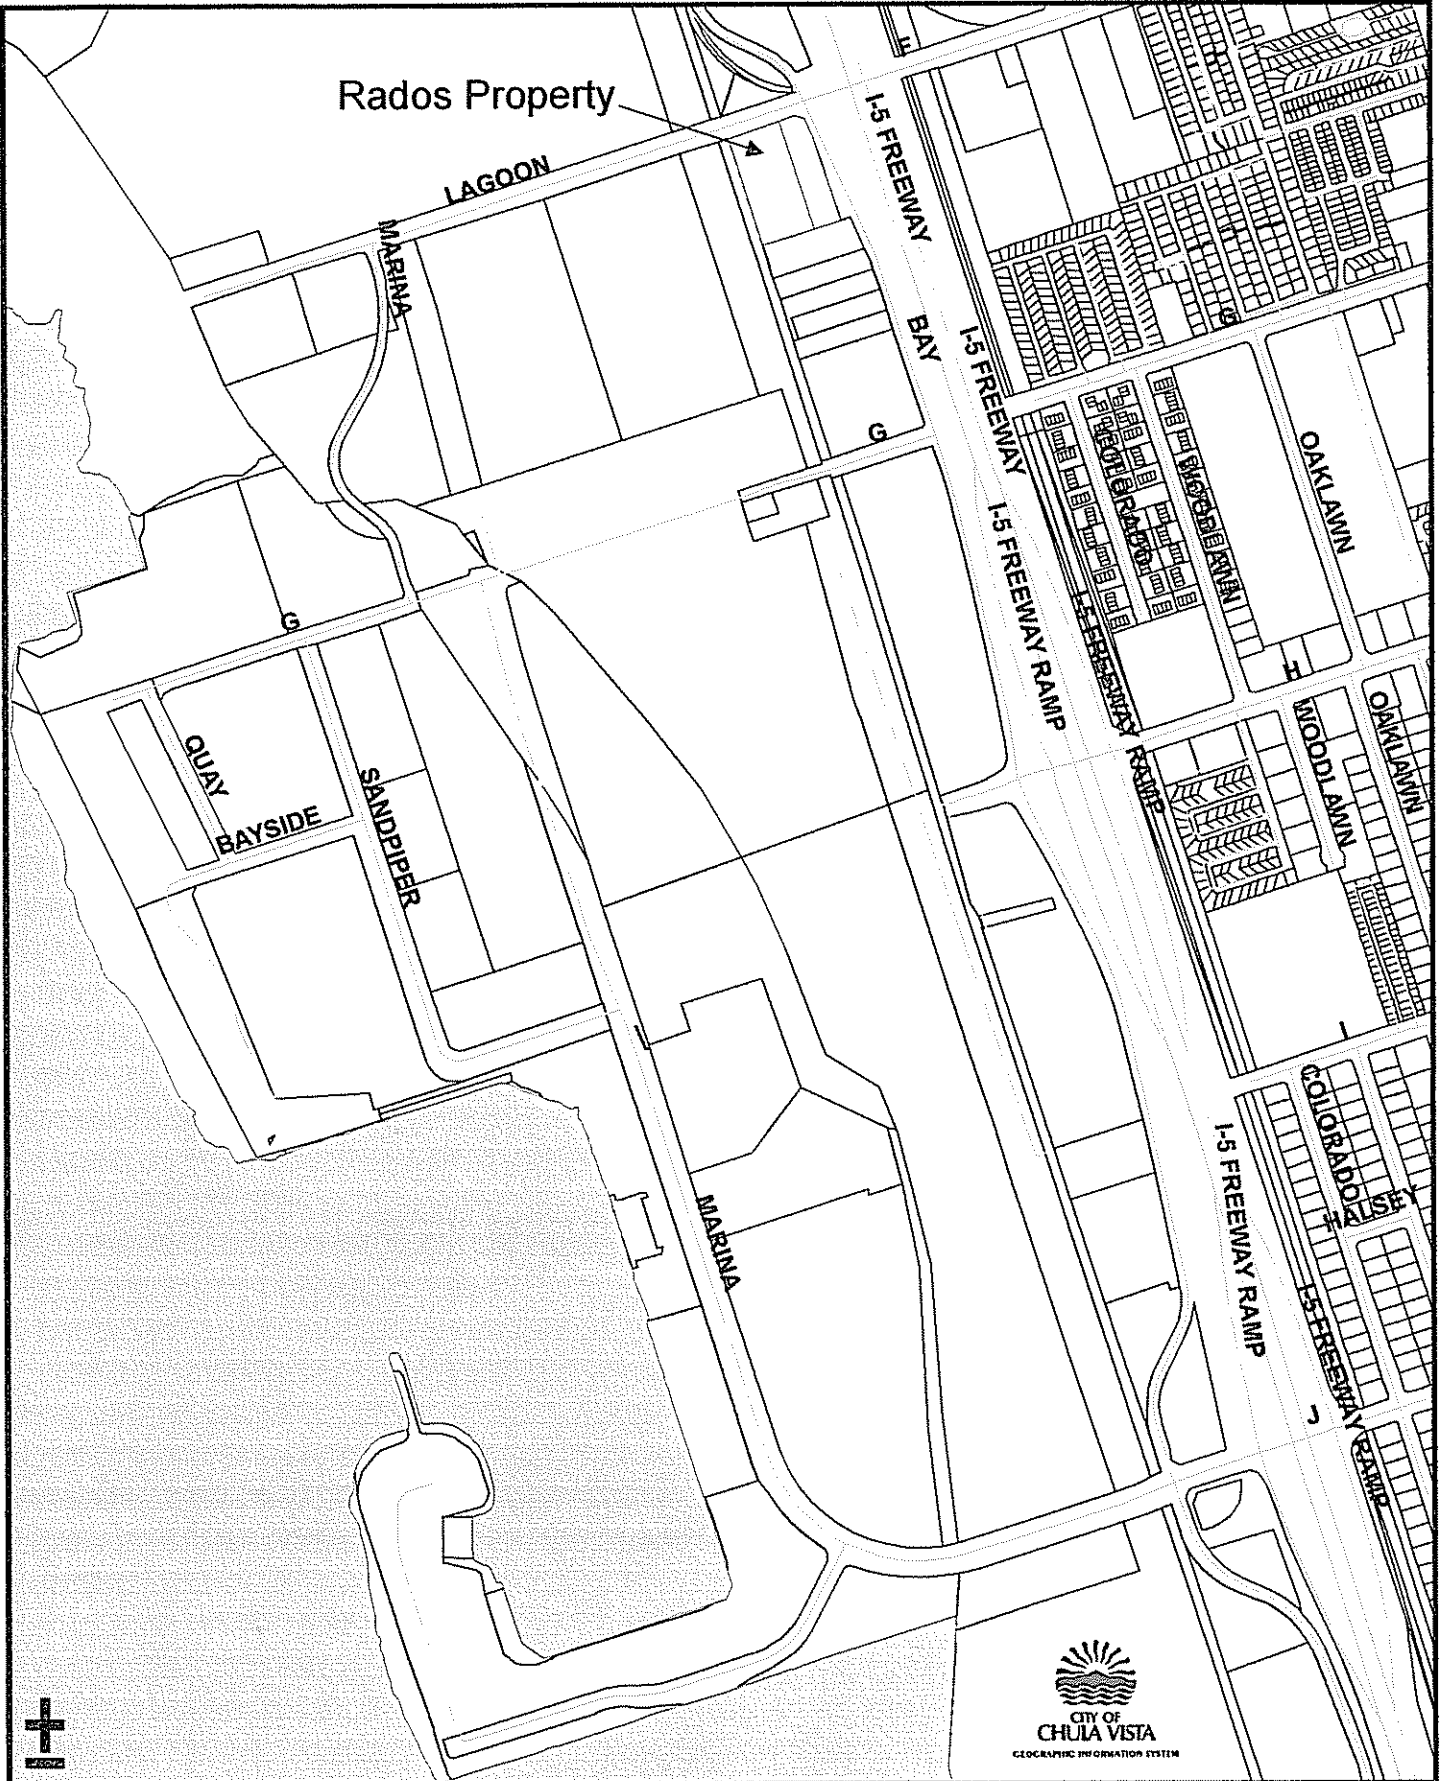 Rados Property
F
I-5 FREEWAY
LAGOON
MARINA
BAY
I-5 FREEWAY
G
G
COLORADO
WOODLAWN
OAKLAWN
I-5 FREEWAY RAMP
I-5 FREEWAY RAMP
G
H
QUAY
BAYSIDE
SANDPIPER
WOODLAWN
OAKLAWN
I
COLORADO
HALSEY
I-5 FREEWAY RAMP
MARINA
I-5 FREEWAY RAMP
J
CITY OF
CHULA VISTA
GEOGRAPHIC INFORMATION SYSTEM